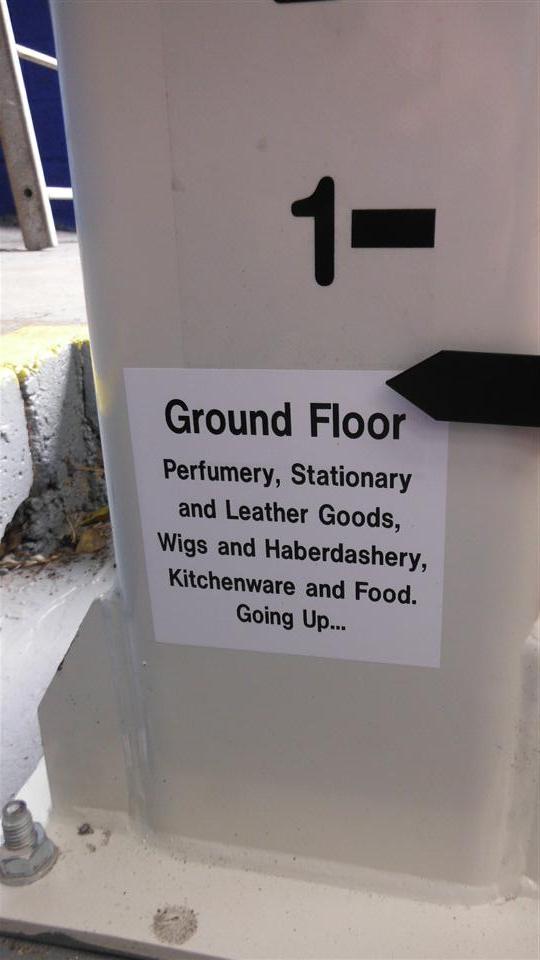 1-
Ground Floor
Perfumery, Stationary
and Leather Goods,
Wigs and Haberdashery,
Kitchenware and Food.
Going Up...